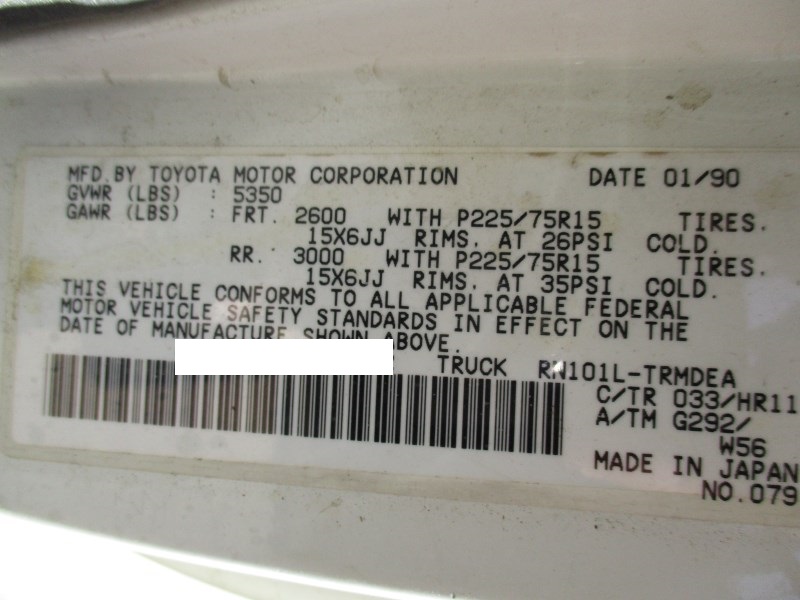 MFD. BY TOYOTA MOTOR CORPORATION DATE 01/90
GVWR (LBS) : 5350
GAWR (LBS) : FRT. 2600 WITH P225/75R15 TIRES.
15X6JJ RIMS. AT 26PSI COLD.
RR. 3000 WITH P225/75R15 TIRES.
15X6JJ RIMS. AT 35PSI COLD.
THIS VEHICLE CONFORMS TO ALL APPLICABLE FEDERAL
MOTOR VEHICLE SAFETY STANDARDS IN EFFECT ON THE
DATE OF MANUFACTURE SHOWN ABOVE.
TRUCK RN101L-TRMDEA
C/TR 033/HR11
A/TM G292/
W56
MADE IN JAPAN
NO.079